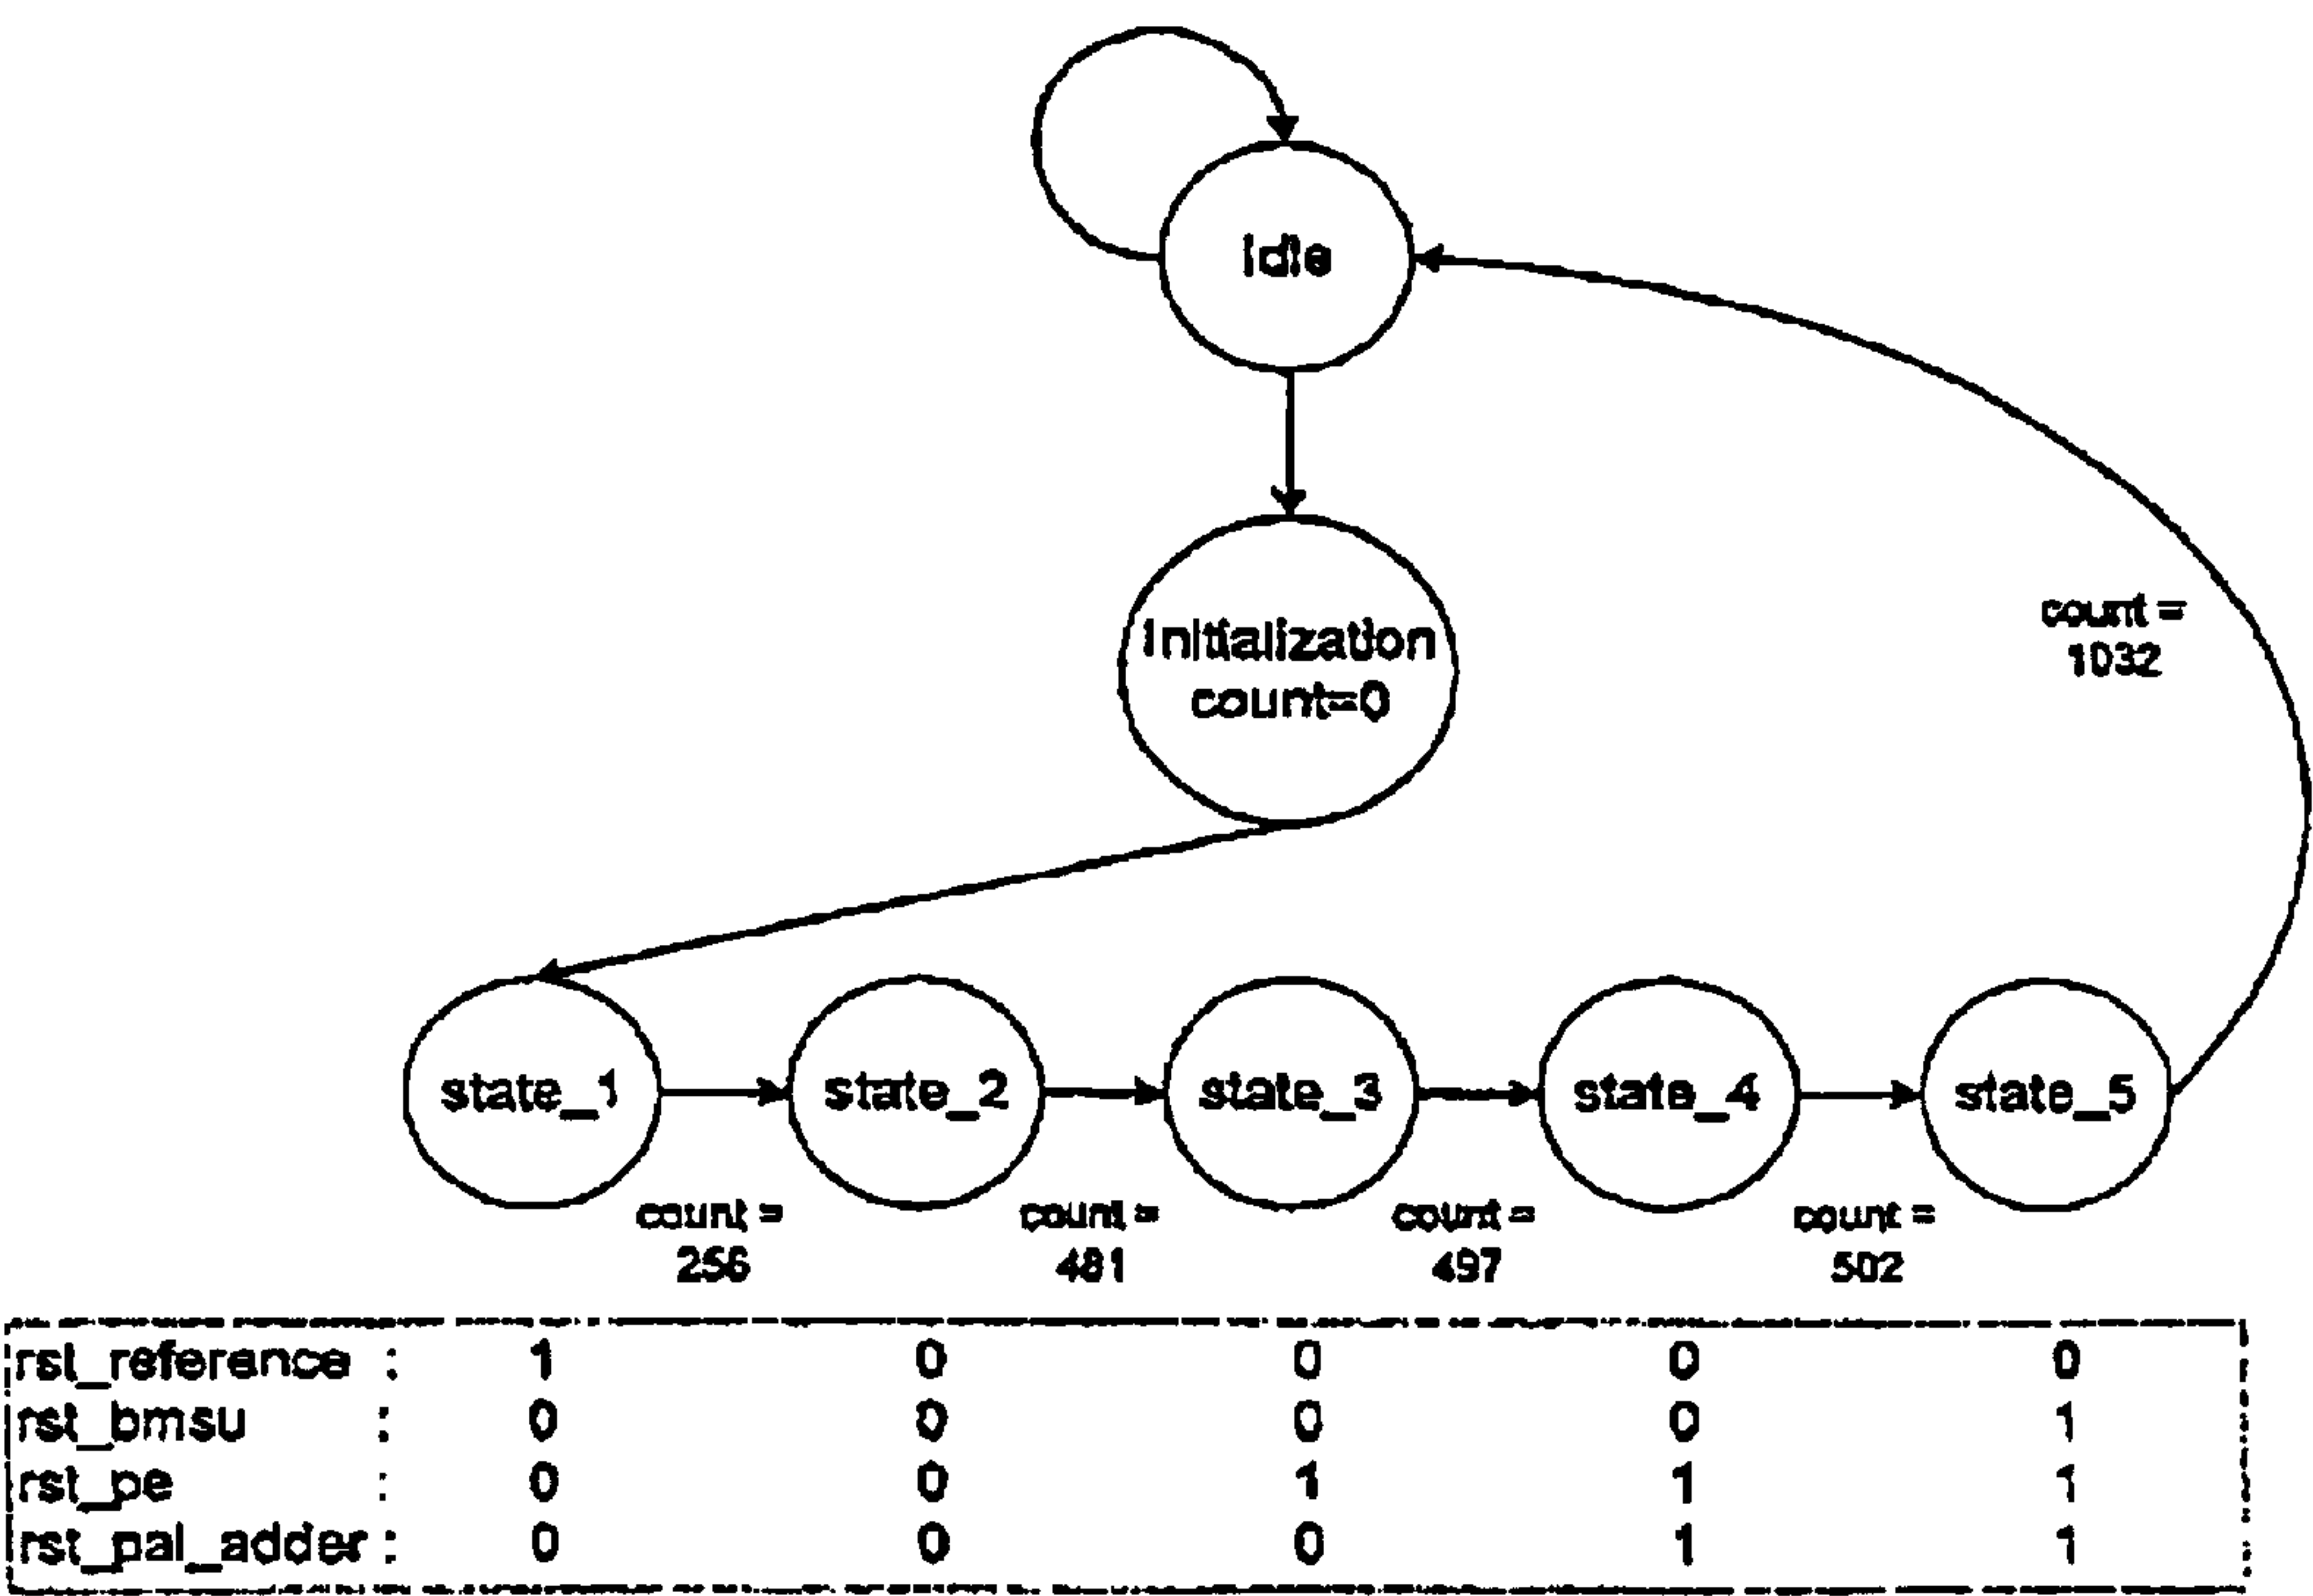 Idle
Initialization
count=0
count =
1032
state_1
state_2
state_3
state_4
state_5
count =
256
count =
481
count =
497
count =
502
rst_reference : 1 0 0 0 0
rst_bmsu : 0 0 0 0 1
rst_pe : 0 0 1 1 1
rst_pal_adder : 0 0 0 1 1